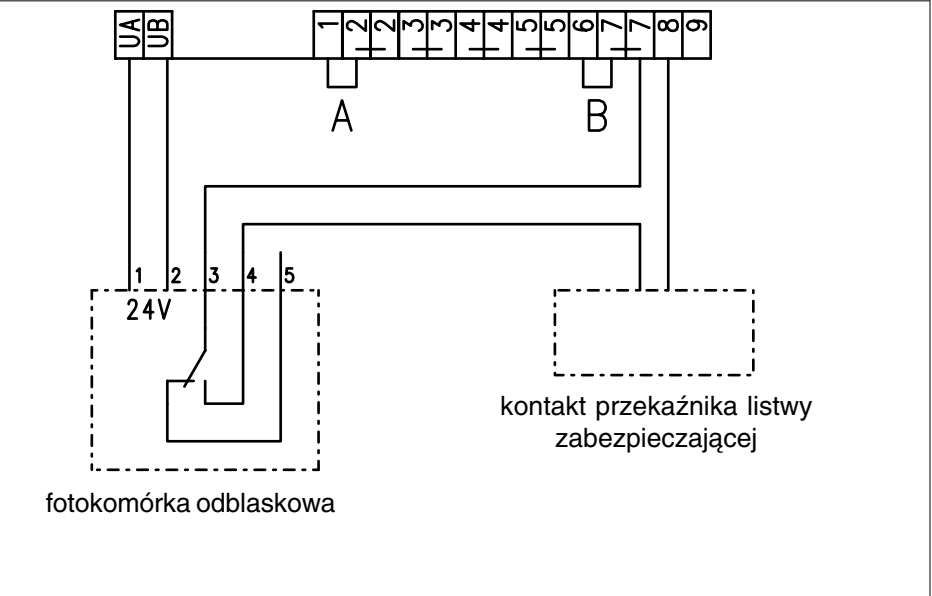 UA UB 1 2 2 3 3 4 4 5 5 6 7 7 8 9
A B
1 2 3 4 5
24V
kontakt przekaźnika listwy
zabezpieczającej
fotokomórka odblaskowa